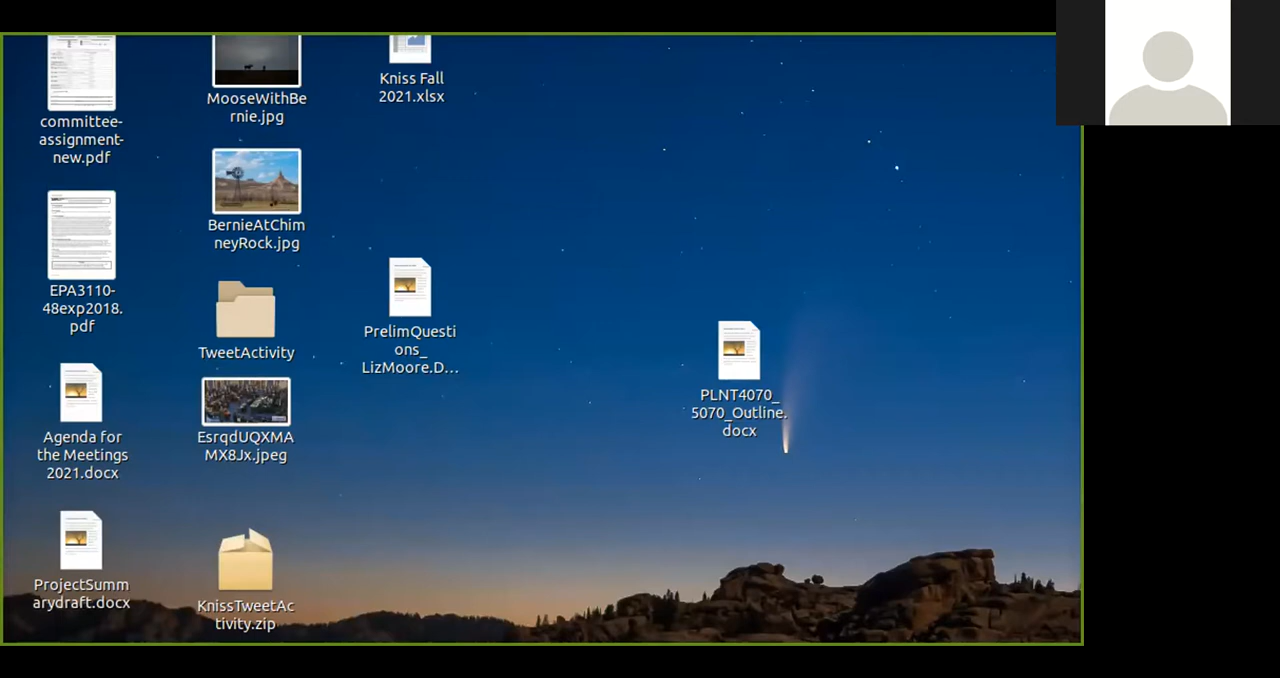 committee-
assignment-
new.pdf
MooseWithBe
rnie.jpg
Kniss Fall
2021.xlsx
EPA3110-
48exp2018.
pdf
BernieAtChim
neyRock.jpg
TweetActivity
PrelimQuesti
ons_
LizMoore.D...
Agenda for
the Meetings
2021.docx
EsrqdUQXMA
MX8Jx.jpeg
PLNT4070_
5070_Outline.
docx
ProjectSumm
arydraft.docx
KnissTweetAc
tivity.zip